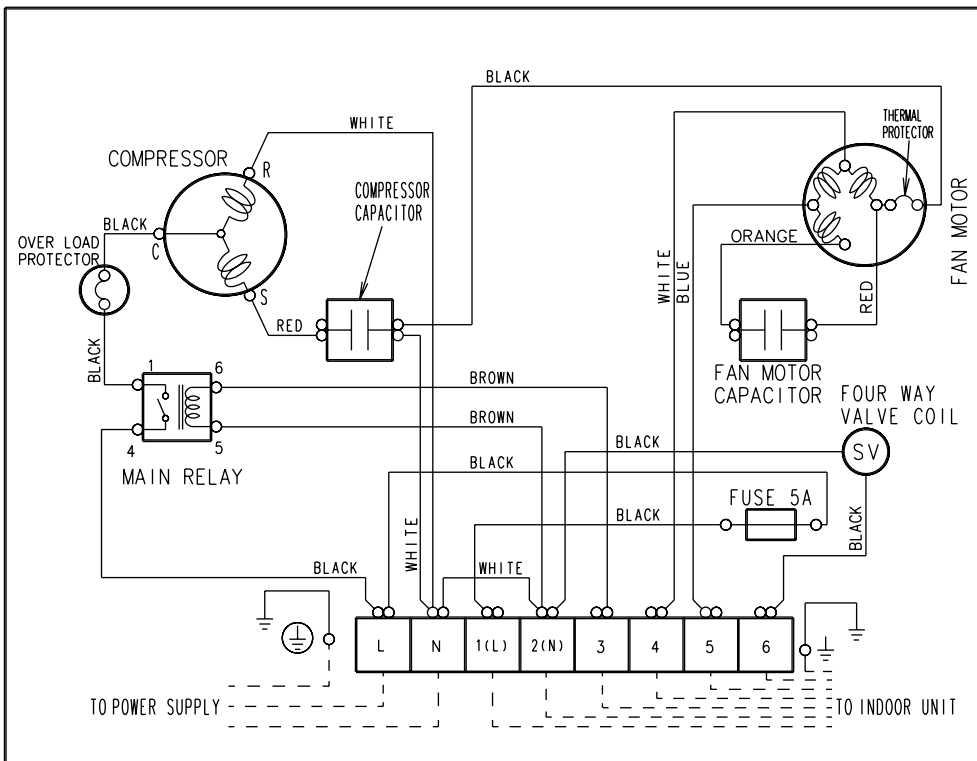 BLACK
WHITE
THERMAL
PROTECTOR
COMPRESSOR
R
COMPRESSOR
CAPACITOR
BLACK
C
OVER LOAD
PROTECTOR
ORANGE
FAN MOTOR
WHITE
BLUE
RED
S
RED
BLACK
1
6
BROWN
FAN MOTOR
CAPACITOR
FOUR WAY
VALVE COIL
4
5
BROWN
BLACK
SV
MAIN RELAY
BLACK
FUSE 5A
BLACK
BLACK
WHITE
BLACK
WHITE
L
N
1(L)
2(N)
3
4
5
6
TO POWER SUPPLY
TO INDOOR UNIT